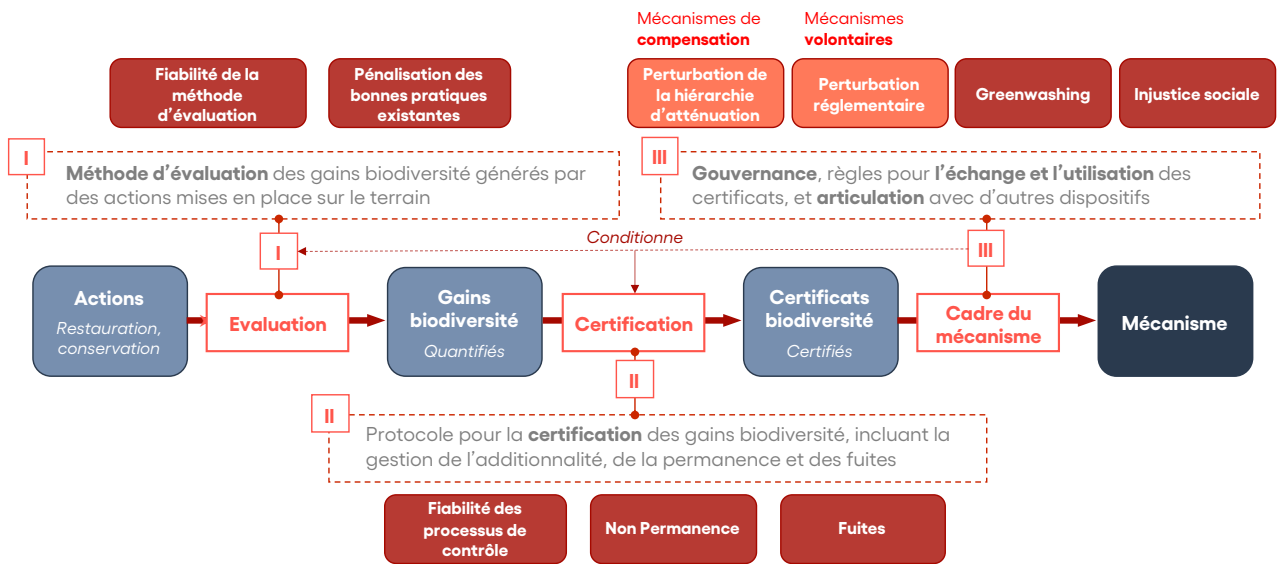 Mécanismes de
compensation
Mécanismes
volontaires
Fiabilité de la
méthode
d'évaluation
Pénalisation des
bonnes pratiques
existantes
Perturbation de
la hiérarchie
d'atténuation
Perturbation
réglementaire
Greenwashing
Injustice sociale
I
Méthode d'évaluation des gains biodiversité générés par
des actions mises en place sur le terrain
III
Gouvernance, règles pour l'échange et l'utilisation des
certificats, et articulation avec d'autres dispositifs
I
Conditionne
III
Actions
Restauration,
conservation
Evaluation
Gains
biodiversité
Quantifiés
Certification
Certificats
biodiversité
Certifiés
Cadre du
mécanisme
Mécanisme
II
II
Protocole pour la certification des gains biodiversité, incluant la
gestion de l'additionnalité, de la permanence et des fuites
Fiabilité des
processus de
contrôle
Non Permanence
Fuites